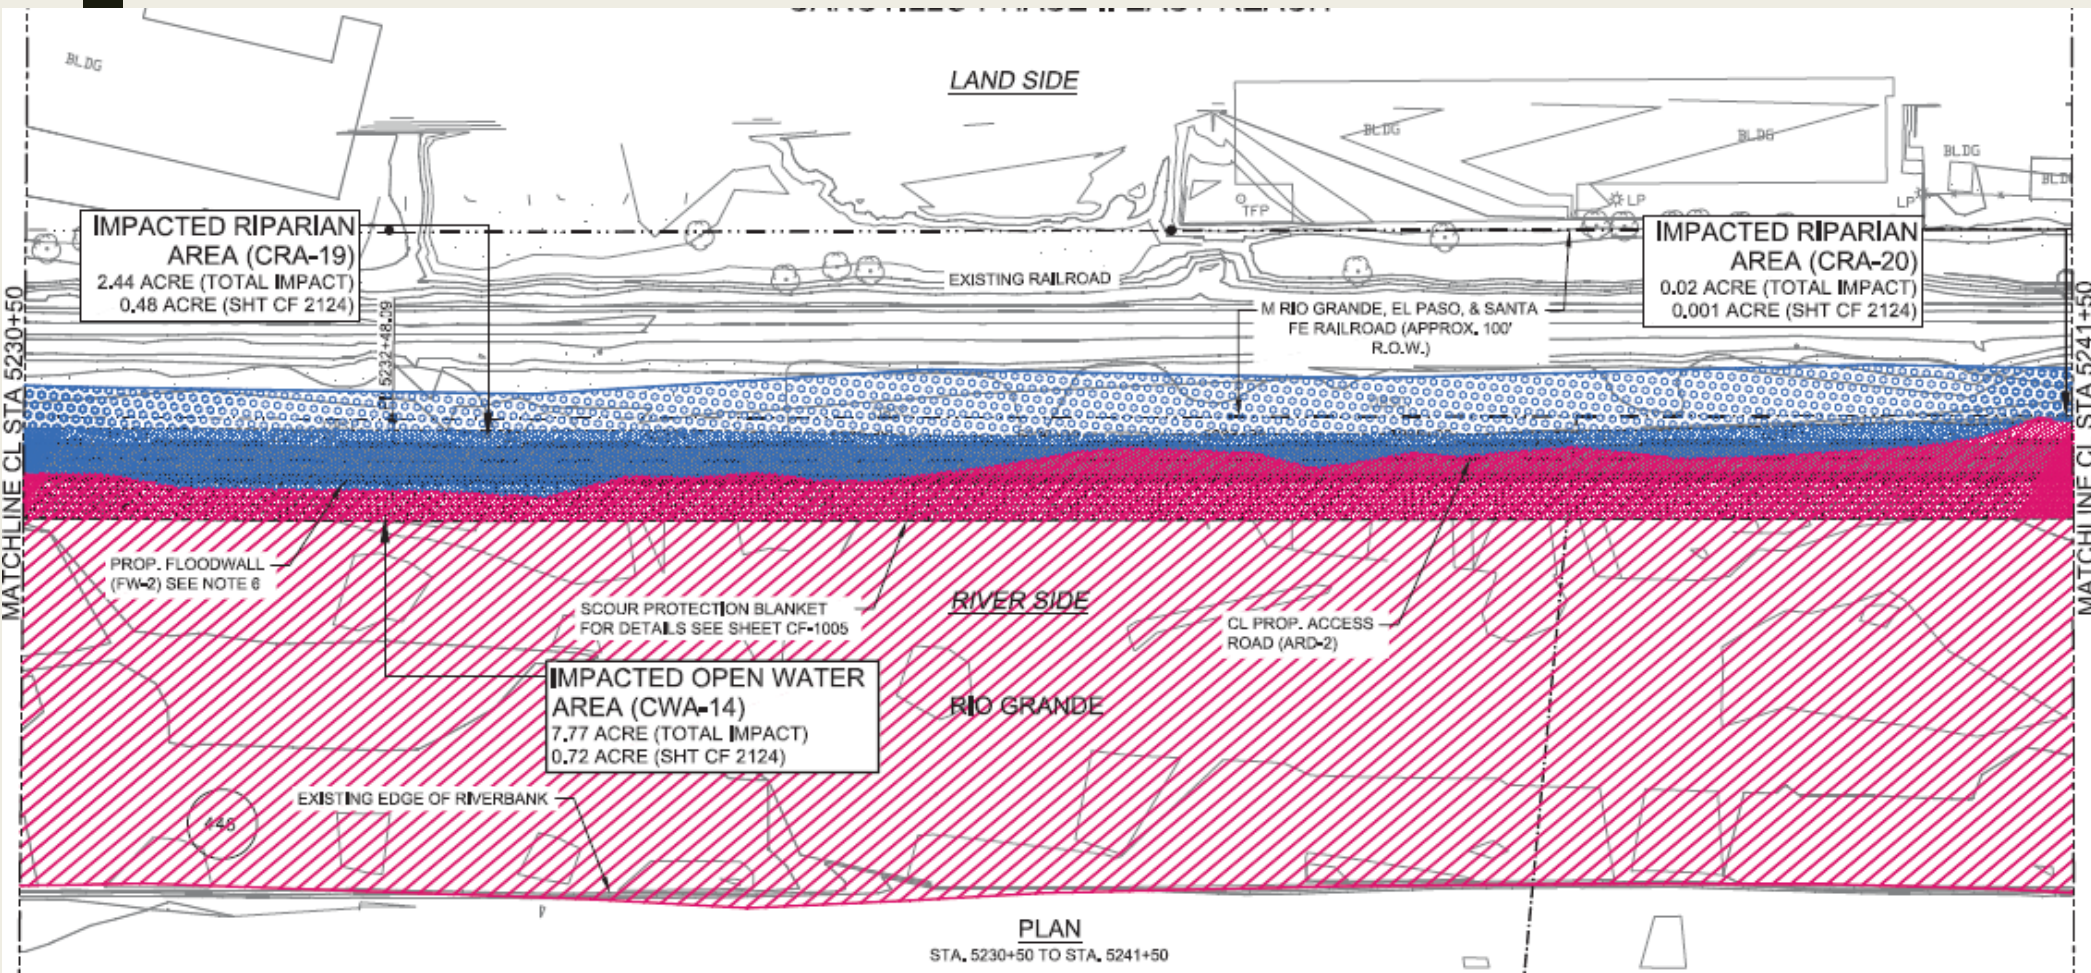 LAND SIDE
BLDG
BLDG
BLDG
BLDG
TFP
LP
LP
IMPACTED RIPARIAN
AREA (CRA-19)
2.44 ACRE (TOTAL IMPACT)
0.48 ACRE (SHT CF 2124)
IMPACTED RIPARIAN
AREA (CRA-20)
0.02 ACRE (TOTAL IMPACT)
0.001 ACRE (SHT CF 2124)
EXISTING RAILROAD
M RIO GRANDE, EL PASO, & SANTA
FE RAILROAD (APPROX. 100'
R.O.W.)
5232+48.09
MATCHLINE CL STA 5230+50
MATCHLINE CL STA 5241+50
PROP. FLOODWALL
(FW-2) SEE NOTE 6
SCOUR PROTECTION BLANKET
FOR DETAILS SEE SHEET CF-1005
RIVER SIDE
CL PROP. ACCESS
ROAD (ARD-2)
IMPACTED OPEN WATER
AREA (CWA-14)
7.77 ACRE (TOTAL IMPACT)
0.72 ACRE (SHT CF 2124)
RIO GRANDE
EXISTING EDGE OF RIVERBANK
446
PLAN
STA. 5230+50 TO STA. 5241+50